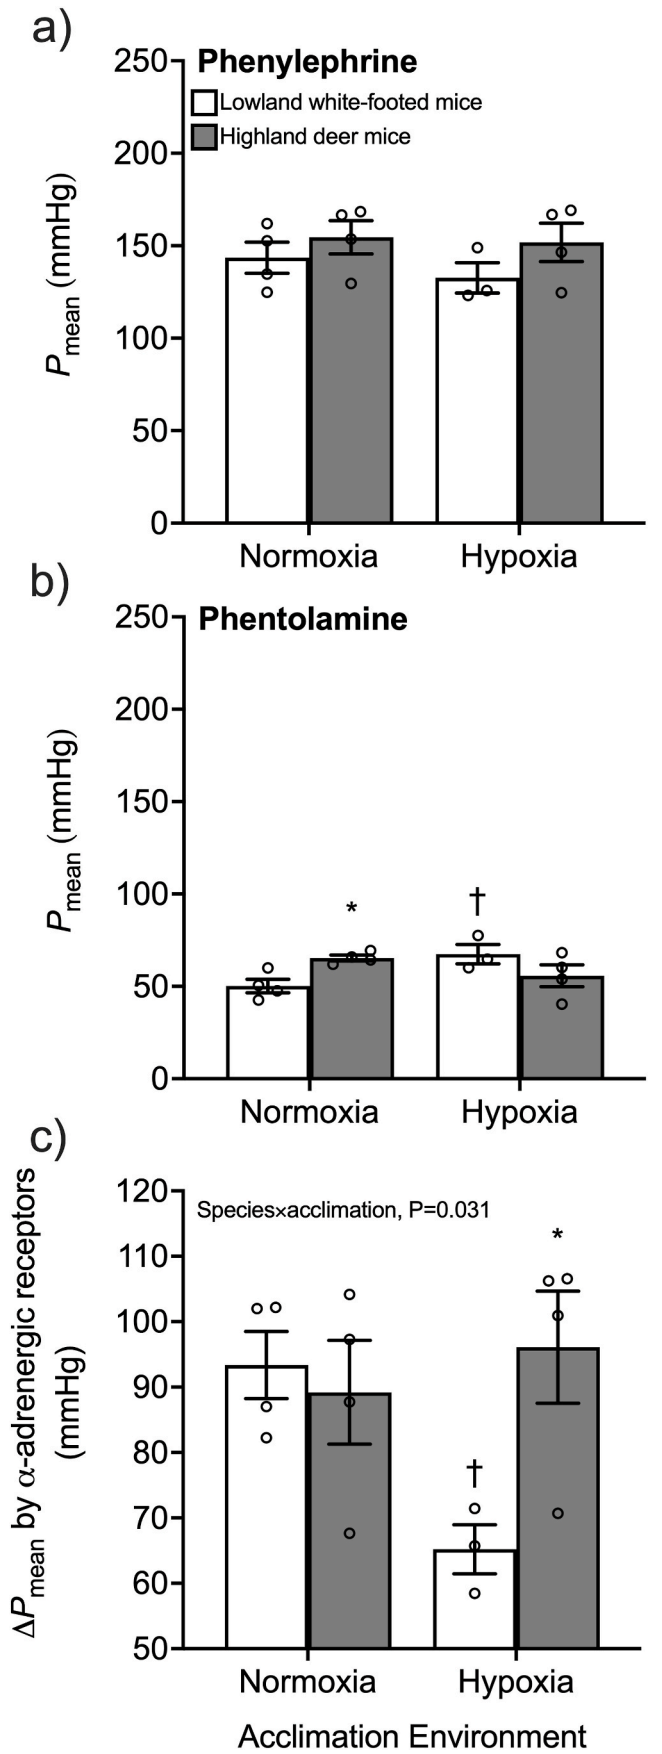 a)
Phenylephrine
Lowland white-footed mice
Highland deer mice
250
200
150
100
50
0
Pmean (mmHg)
Normoxia
Hypoxia
b)
Phentolamine
250
200
150
100
50
0
Pmean (mmHg)
*
†
Normoxia
Hypoxia
c)
Species×acclimation, P=0.031
120
110
100
90
80
70
60
50
ΔPmean by α-adrenergic receptors
(mmHg)
†
*
Normoxia
Hypoxia
Acclimation Environment